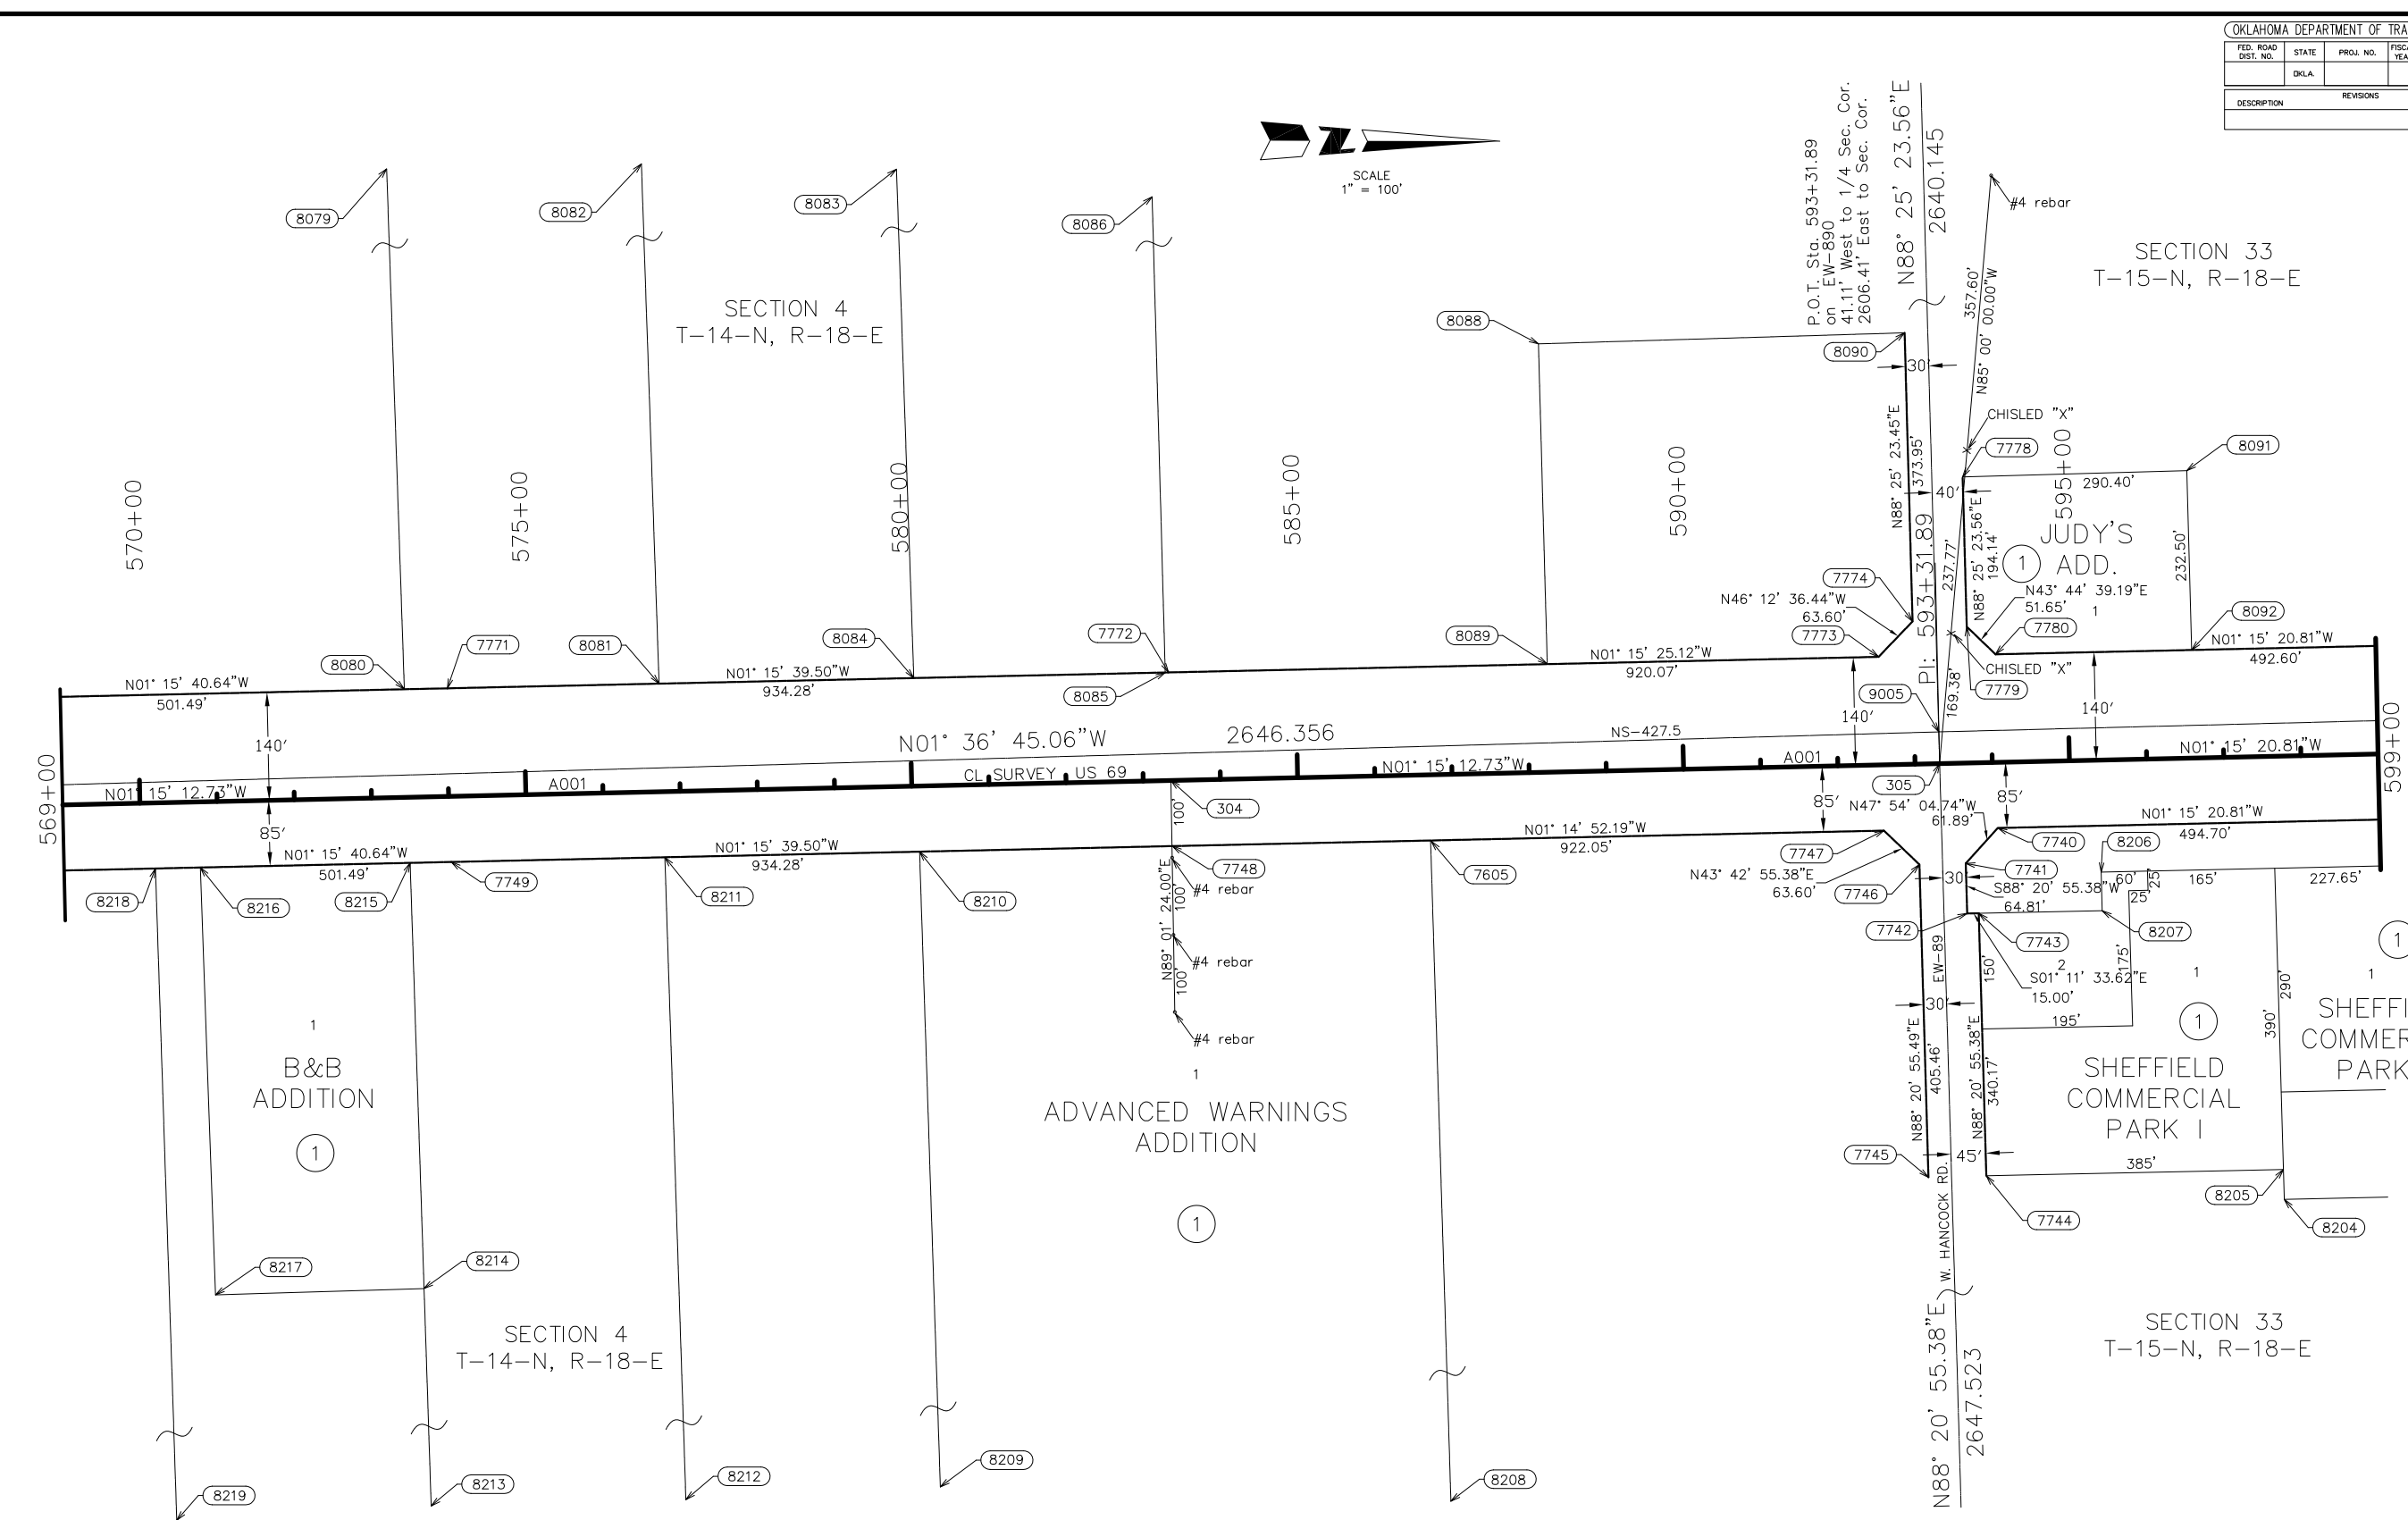 OKLAHOMA DEPARTMENT OF
FED. ROAD DIST. NO.
STATE
PROJ. NO.
OKLA.
DESCRIPTION
REVISIONS
SCALE
1" = 100'
8079
8082
8083
8086
SECTION 4
T-14-N, R-18-E
8088
8090
P.O.T. Sta. 593+31.89
on EW-890
41.11' West to 1/4 Sec. Cor.
2606.41' East to Sec. Cor.
N88° 25' 23.56"E
2640.145
#4 rebar
SECTION 33
T-15-N, R-18-E
357.60'
N85° 00' 00.00"W
30'
CHISLED "X"
7778
8091
290.40'
40'
N88° 25' 23.45"E
373.95'
570+00
575+00
580+00
585+00
590+00
595+00
PI: 593+31.89
237.77'
N88° 25' 23.56"E
194.14'
JUDY'S
ADD.
1
232.50'
N43° 44' 39.19"E
51.65'
1
7774
N46° 12' 36.44"W
63.60'
7773
8092
7780
CHISLED "X"
7779
169.38'
8080
7771
8081
8084
7772
8085
8089
9005
N01° 15' 40.64"W
501.49'
N01° 15' 39.50"W
934.28'
N01° 15' 25.12"W
920.07'
N01° 15' 20.81"W
492.60'
140'
140'
140'
N01° 36' 45.06"W
2646.356
NS-427.5
569+00
599+00
N01° 15' 12.73"W
A001
CL SURVEY US 69
N01° 15' 12.73"W
A001
N01° 15' 20.81"W
304
305
85'
85'
85'
N01° 15' 40.64"W
501.49'
N01° 15' 39.50"W
934.28'
N01° 14' 52.19"W
922.05'
N47° 54' 04.74"W
61.89'
N01° 15' 20.81"W
494.70'
8218
8216
8215
7749
8211
8210
7748
7605
7747
7746
7740
8206
7741
N43° 42' 55.38"E
63.60'
100'
N89° 01' 24.00"E
100'
100'
#4 rebar
#4 rebar
#4 rebar
30'
S88° 20' 55.38"W
64.81'
60'
25'
25'
165'
227.65'
7742
7743
8207
EW-89
2
S01° 11' 33.62"E
15.00'
150'
175'
195'
30'
1
1
290'
390'
1
1
SHEFFI
COMMER
PARK
N88° 20' 55.49"E
405.46'
N88° 20' 55.38"E
340.17'
SHEFFIELD
COMMERCIAL
PARK I
45'
385'
7745
7744
8205
8204
1
B&B
ADDITION
1
1
ADVANCED WARNINGS
ADDITION
1
8217
8214
W. HANCOCK RD.
SECTION 4
T-14-N, R-18-E
SECTION 33
T-15-N, R-18-E
N88° 20' 55.38"E
2647.523
8219
8213
8212
8209
8208